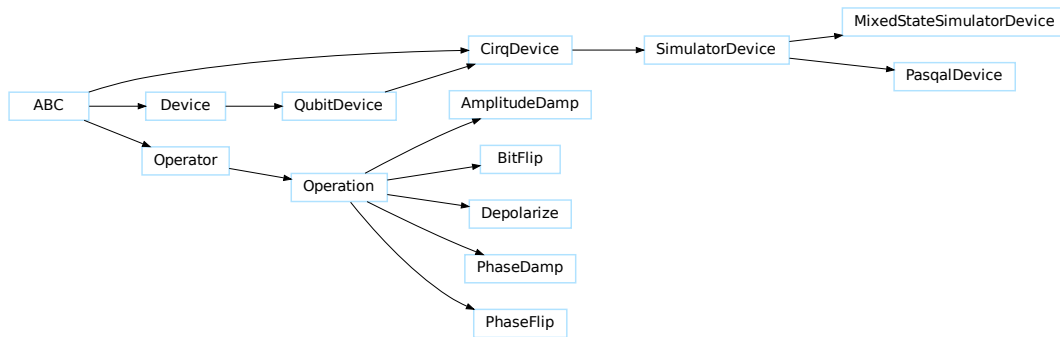 MixedStateSimulatorDevice
CirqDevice
SimulatorDevice
PasqalDevice
ABC
Device
QubitDevice
AmplitudeDamp
Operator
BitFlip
Operation
Depolarize
PhaseDamp
PhaseFlip